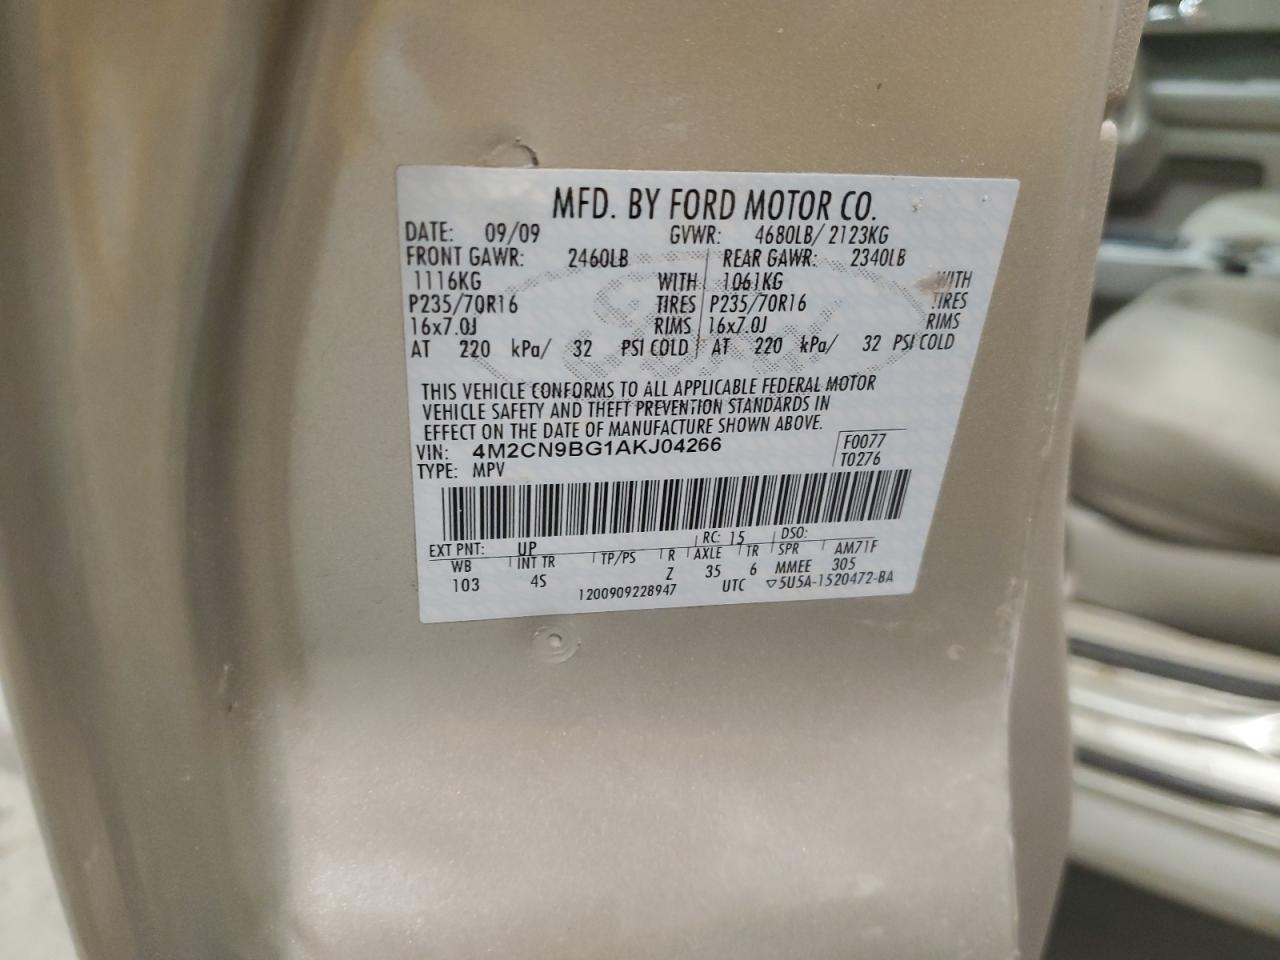 MFD. BY FORD MOTOR CO.
DATE: 09/09 GVWR: 4680LB/ 2123KG
FRONT GAWR: 2460LB REAR GAWR: 2340LB
1116KG WITH 1061KG WITH
P235/70R16 TIRES P235/70R16 TIRES
16x7.0J RIMS 16x7.0J RIMS
AT 220 kPa/ 32 PSI COLD AT 220 kPa/ 32 PSI COLD
THIS VEHICLE CONFORMS TO ALL APPLICABLE FEDERAL MOTOR
VEHICLE SAFETY AND THEFT PREVENTION STANDARDS IN
EFFECT ON THE DATE OF MANUFACTURE SHOWN ABOVE.
VIN: 4M2CN9BG1AKJ04266 F0077
TYPE: MPV T0276
EXT PNT: UP RC: 15 DSO:
WB INT TR TP/PS R AXLE TR SPR AM71F
103 4S Z 35 6 MMEE 305
1200909228947 UTC ▽5U5A-1520472-BA